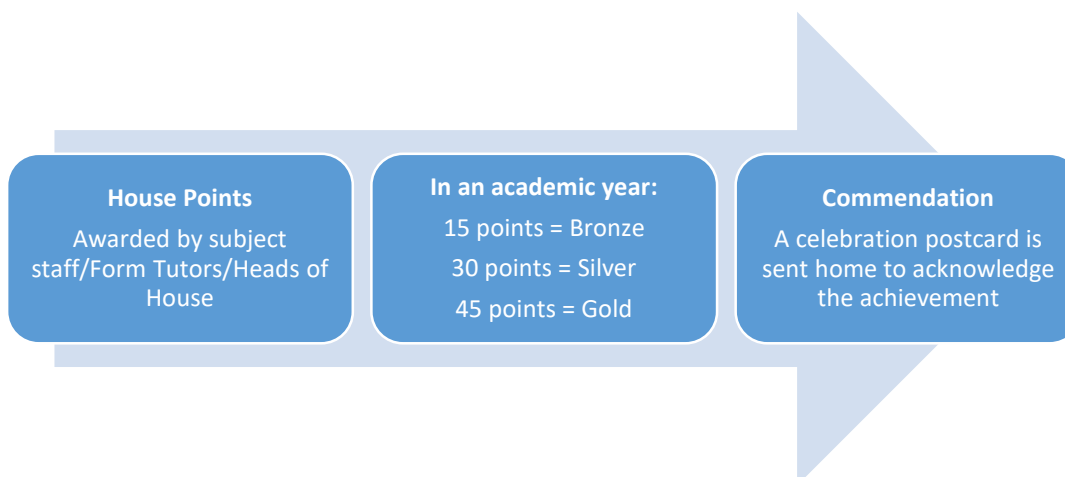 House Points
Awarded by subject
staff/Form Tutors/Heads of
House
In an academic year:
15 points = Bronze
30 points = Silver
45 points = Gold
Commendation
A celebration postcard is
sent home to acknowledge
the achievement